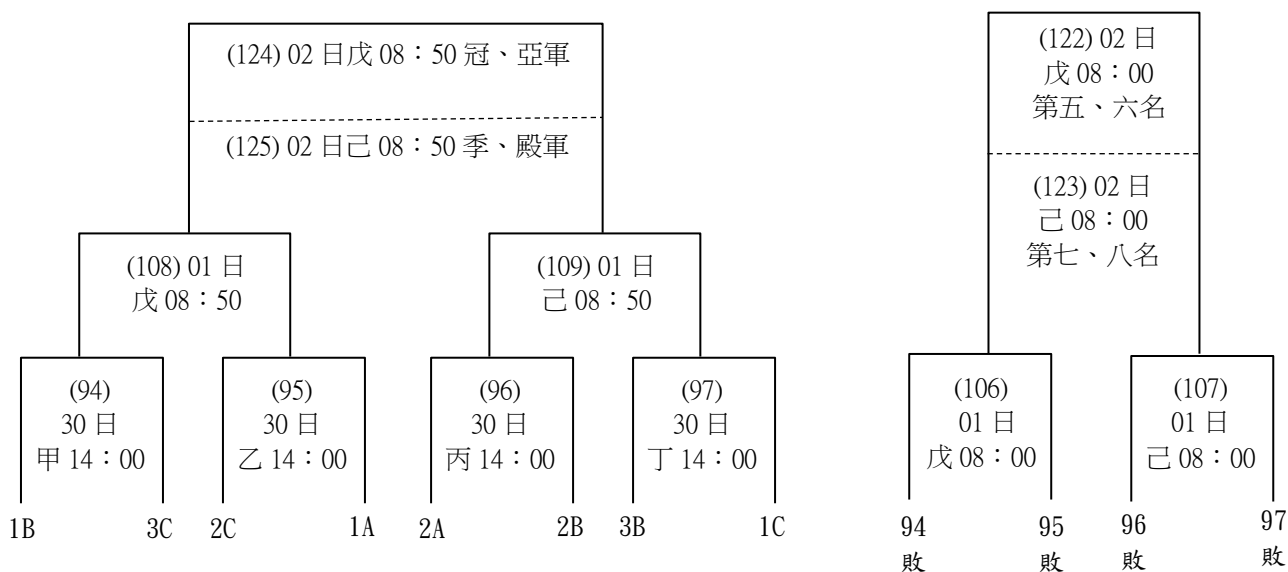 (124) 02 日戊 08：50 冠、亞軍
(125) 02 日己 08：50 季、殿軍
(108) 01 日
戊 08：50
(109) 01 日
己 08：50
(94)
30 日
甲 14：00
(95)
30 日
乙 14：00
(96)
30 日
丙 14：00
(97)
30 日
丁 14：00
1B
3C
2C
1A
2A
2B
3B
1C
(122) 02 日
戊 08：00
第五、六名
(123) 02 日
己 08：00
第七、八名
(106)
01 日
戊 08：00
(107)
01 日
己 08：00
94
敗
95
敗
96
敗
97
敗